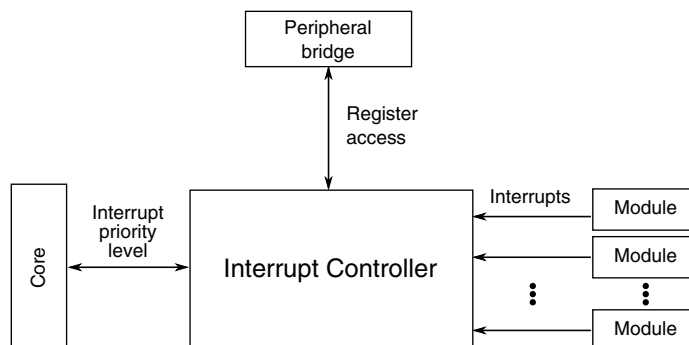 Peripheral
bridge
Register
access
Interrupts
Module
Interrupt
priority
level
Core
Interrupt Controller
Module
Module